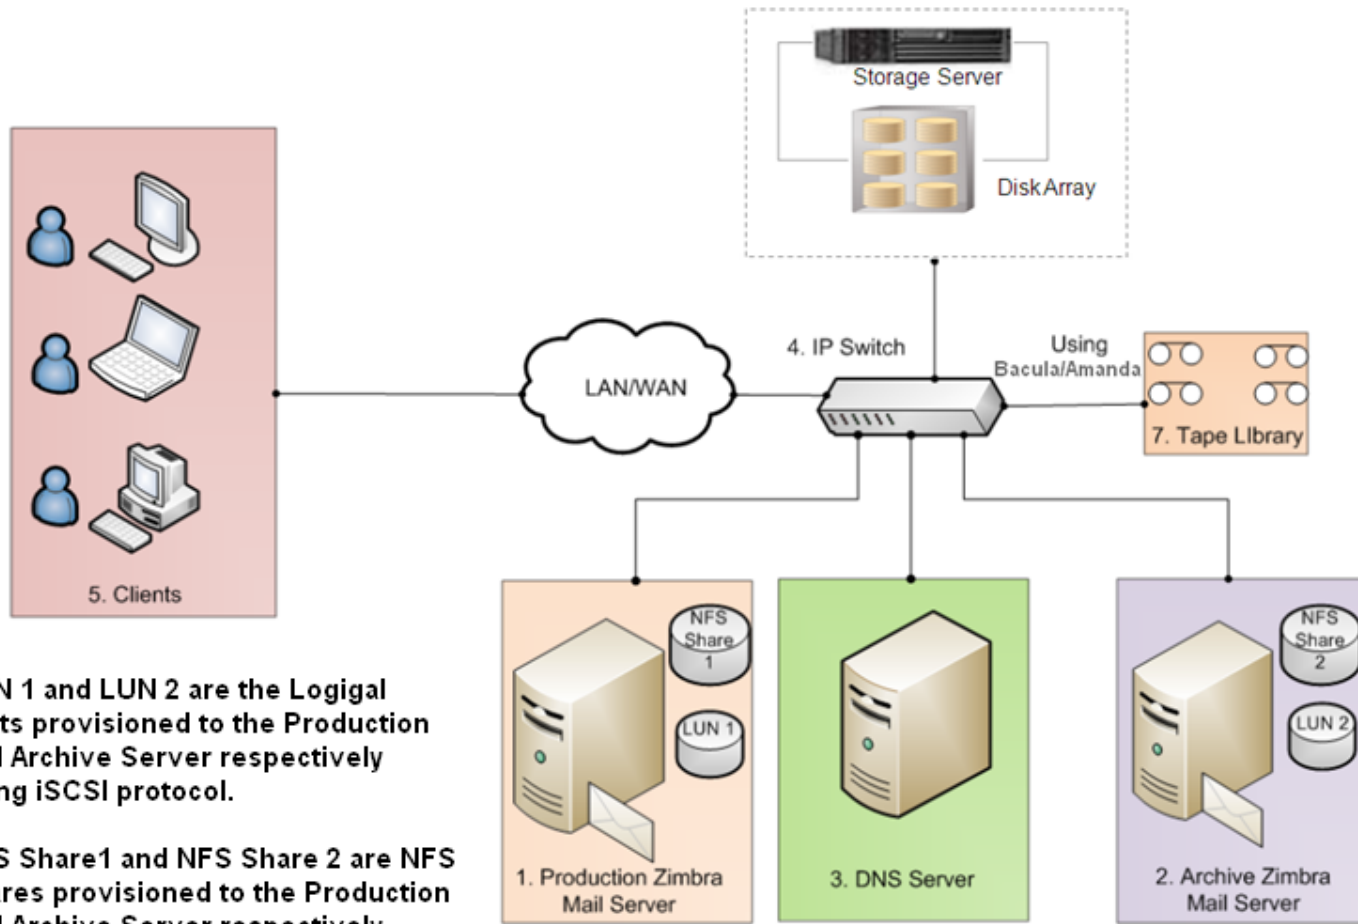 Storage Server
Disk Array
4. IP Switch
Using
Bacula/Amanda
LAN/WAN
7. Tape LIbrary
5. Clients
NFS
Share
1
LUN 1
1. Production Zimbra
Mail Server
3. DNS Server
NFS
Share
2
LUN 2
2. Archive Zimbra
Mail Server
1 and LUN 2 are the Logigal
provisioned to the Production
Archive Server respectively
iSCSI protocol.
Share1 and NFS Share 2 are NFS
provisioned to the Production
Archive Server respectively